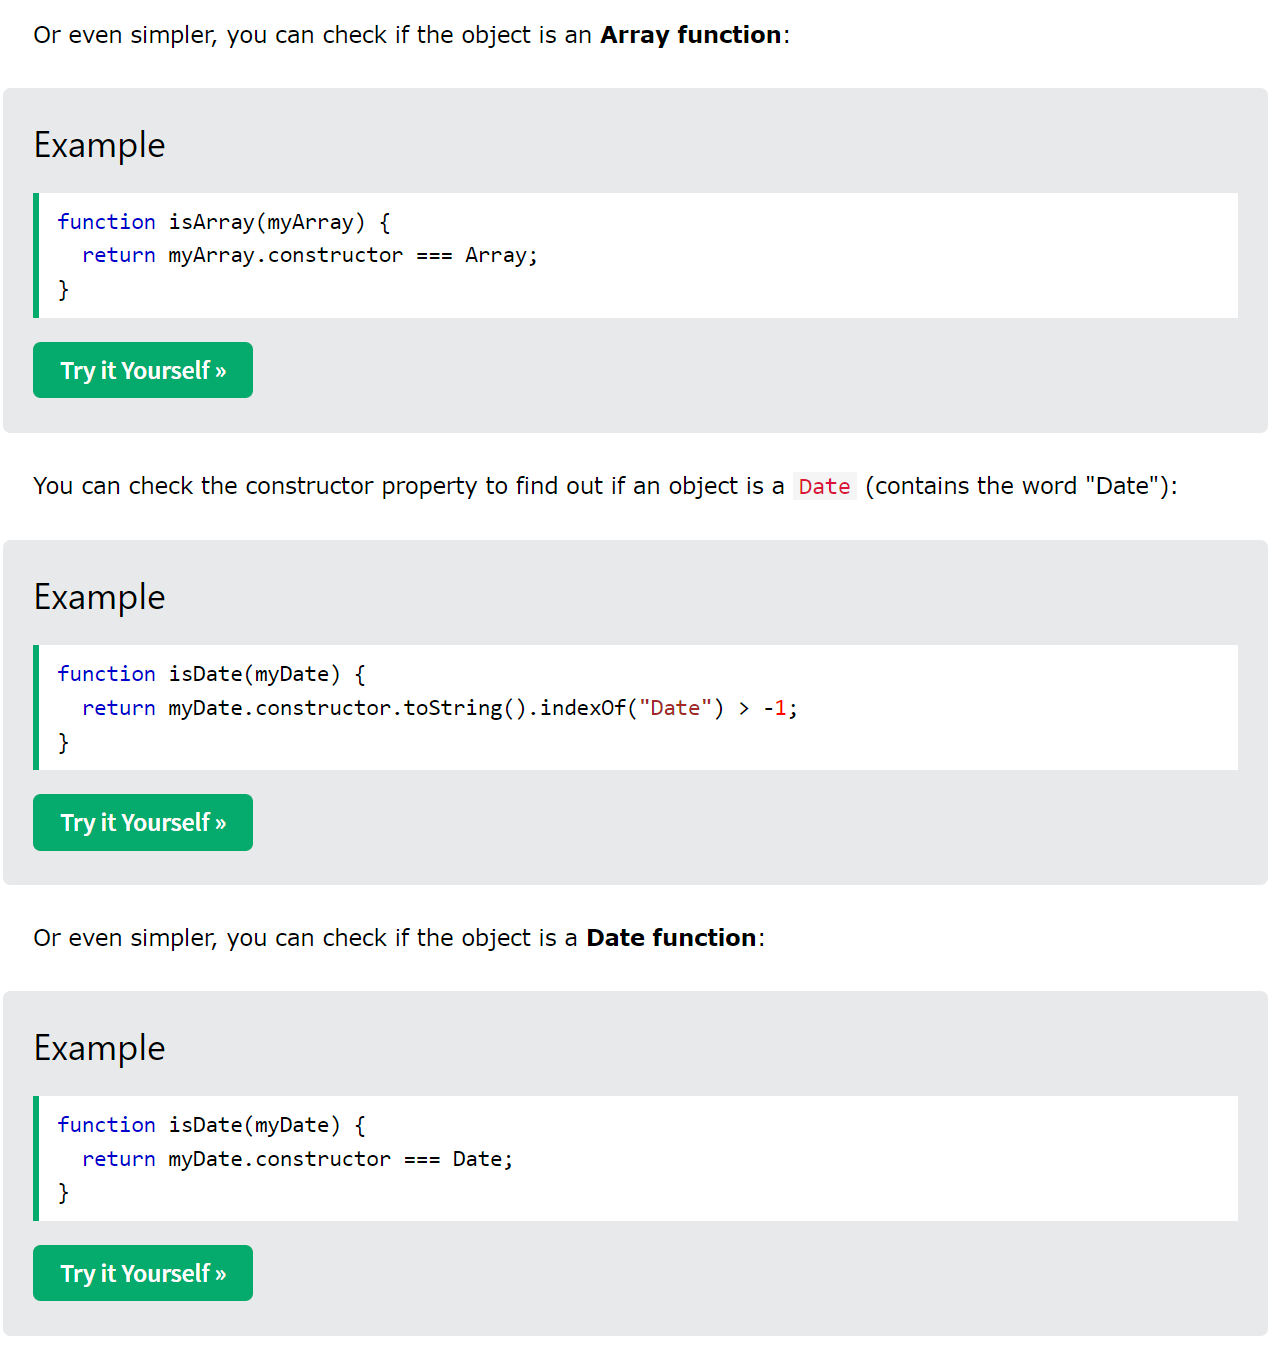 Or even simpler, you can check if the object is an Array function:
Example
function isArray(myArray) {
  return myArray.constructor === Array;
}
Try it Yourself »
You can check the constructor property to find out if an object is a Date (contains the word "Date"):
Example
function isDate(myDate) {
  return myDate.constructor.toString().indexOf("Date") > -1;
}
Try it Yourself »
Or even simpler, you can check if the object is a Date function:
Example
function isDate(myDate) {
  return myDate.constructor === Date;
}
Try it Yourself »